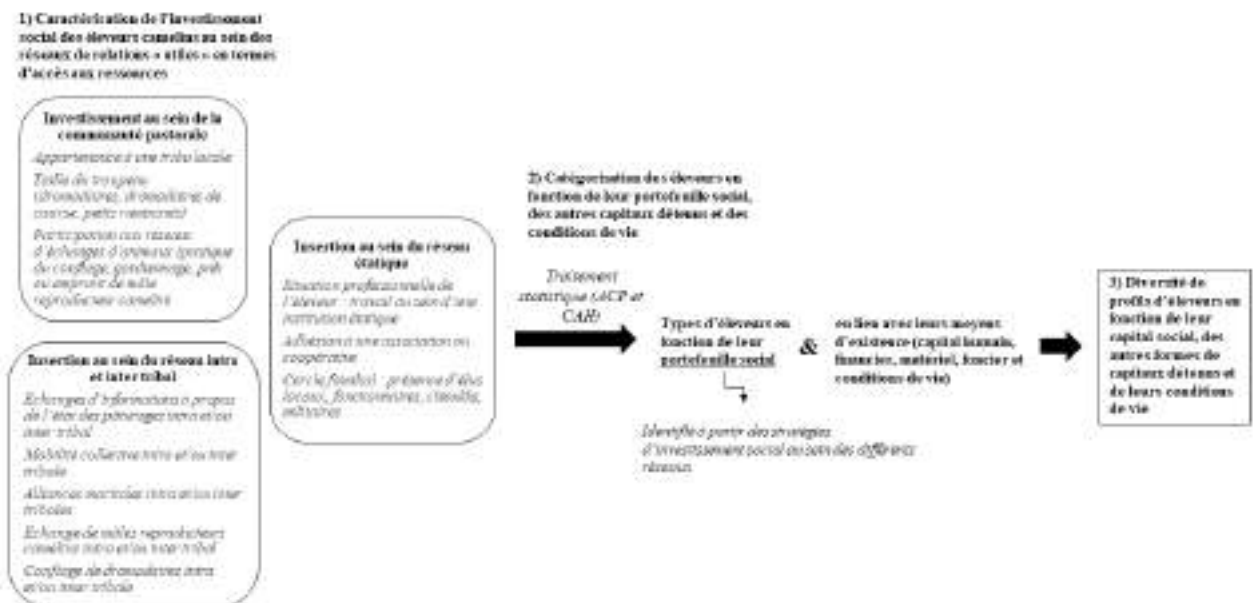 1) Caractérisation de l'investissement
social des éleveurs camelins au sein des
réseaux de relations « utiles » en termes
d'accès aux ressources
Investissement au sein de la
communauté pastorale
Appartenance à une tribu locale
Taille du troupeau
(dromadaires, dromadaires de
course, petits ruminants)
Participation aux réseaux
d'échanges d'animaux (pratique
du confiage, gardiennage, prêt
ou emprunt de mâle
reproducteur camelin)
Insertion au sein du réseau intra
et inter tribal
Echanges d'informations à propos
de l'état des pâturages intra et/ou
inter tribal
Mobilité collective intra et/ou inter
tribale
Alliances maritales intra et/ou inter
tribales
Echange de mâles reproducteurs
camelins intra et/ou inter tribal
Confiage de dromadaires intra
et/ou inter tribale
Insertion au sein du réseau
étatique
Situation professionnelle de
l'éleveur : travail au sein d'une
institution étatique
Adhésion à une association ou
coopérative
Cercle familial : présence d'élus
locaux, fonctionnaires,
militaires
2) Catégorisation des éleveurs en
fonction de leur portefeuille social,
des autres capitaux détenus et des
conditions de vie
Traitement
statistique (ACP et
CAH)
Types d'éleveurs en
fonction de leur
portefeuille social
&
en lien avec leurs moyens
d'existence (capital humain,
financier, matériel, foncier et
conditions de vie)
Identifié à partir des stratégies
d'investissement social au sein des différents
réseaux
3) Diversité de
profils d'éleveurs en
fonction de leur
capital social, des
autres formes de
capitaux détenus et
de leurs conditions
de vie